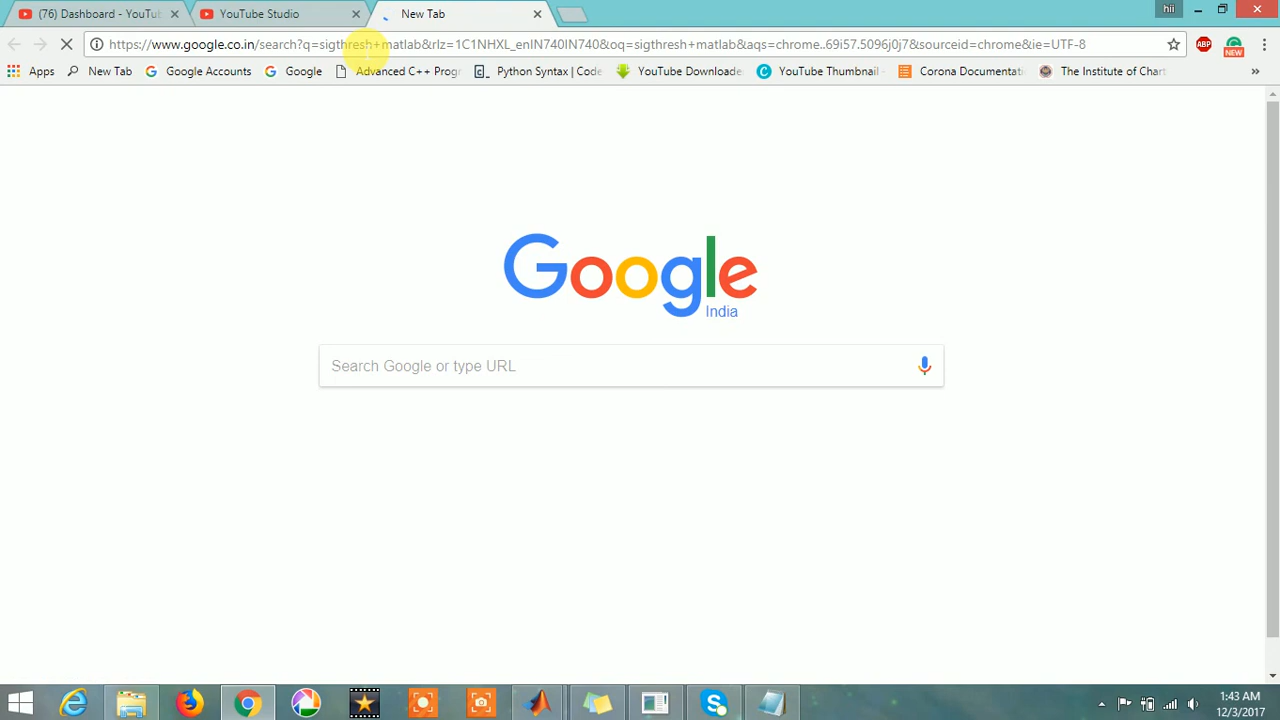 (76) Dashboard - YouTub
YouTube Studio
New Tab
hii
https://www.google.co.in/search?q=sigthresh+matlab&rlz=1C1NHXL_enIN740IN740&oq=sigthresh+matlab&aqs=chrome..69i57.5096j0j7&sourceid=chrome&ie=UTF-8
ABP
NEW
Apps
New Tab
Google Accounts
Google
Advanced C++ Prog
Python Syntax | Code
YouTube Downloade
YouTube Thumbnail -
Corona Documentati
The Institute of Chart
»
Google
India
Search Google or type URL
1:43 AM
12/3/2017